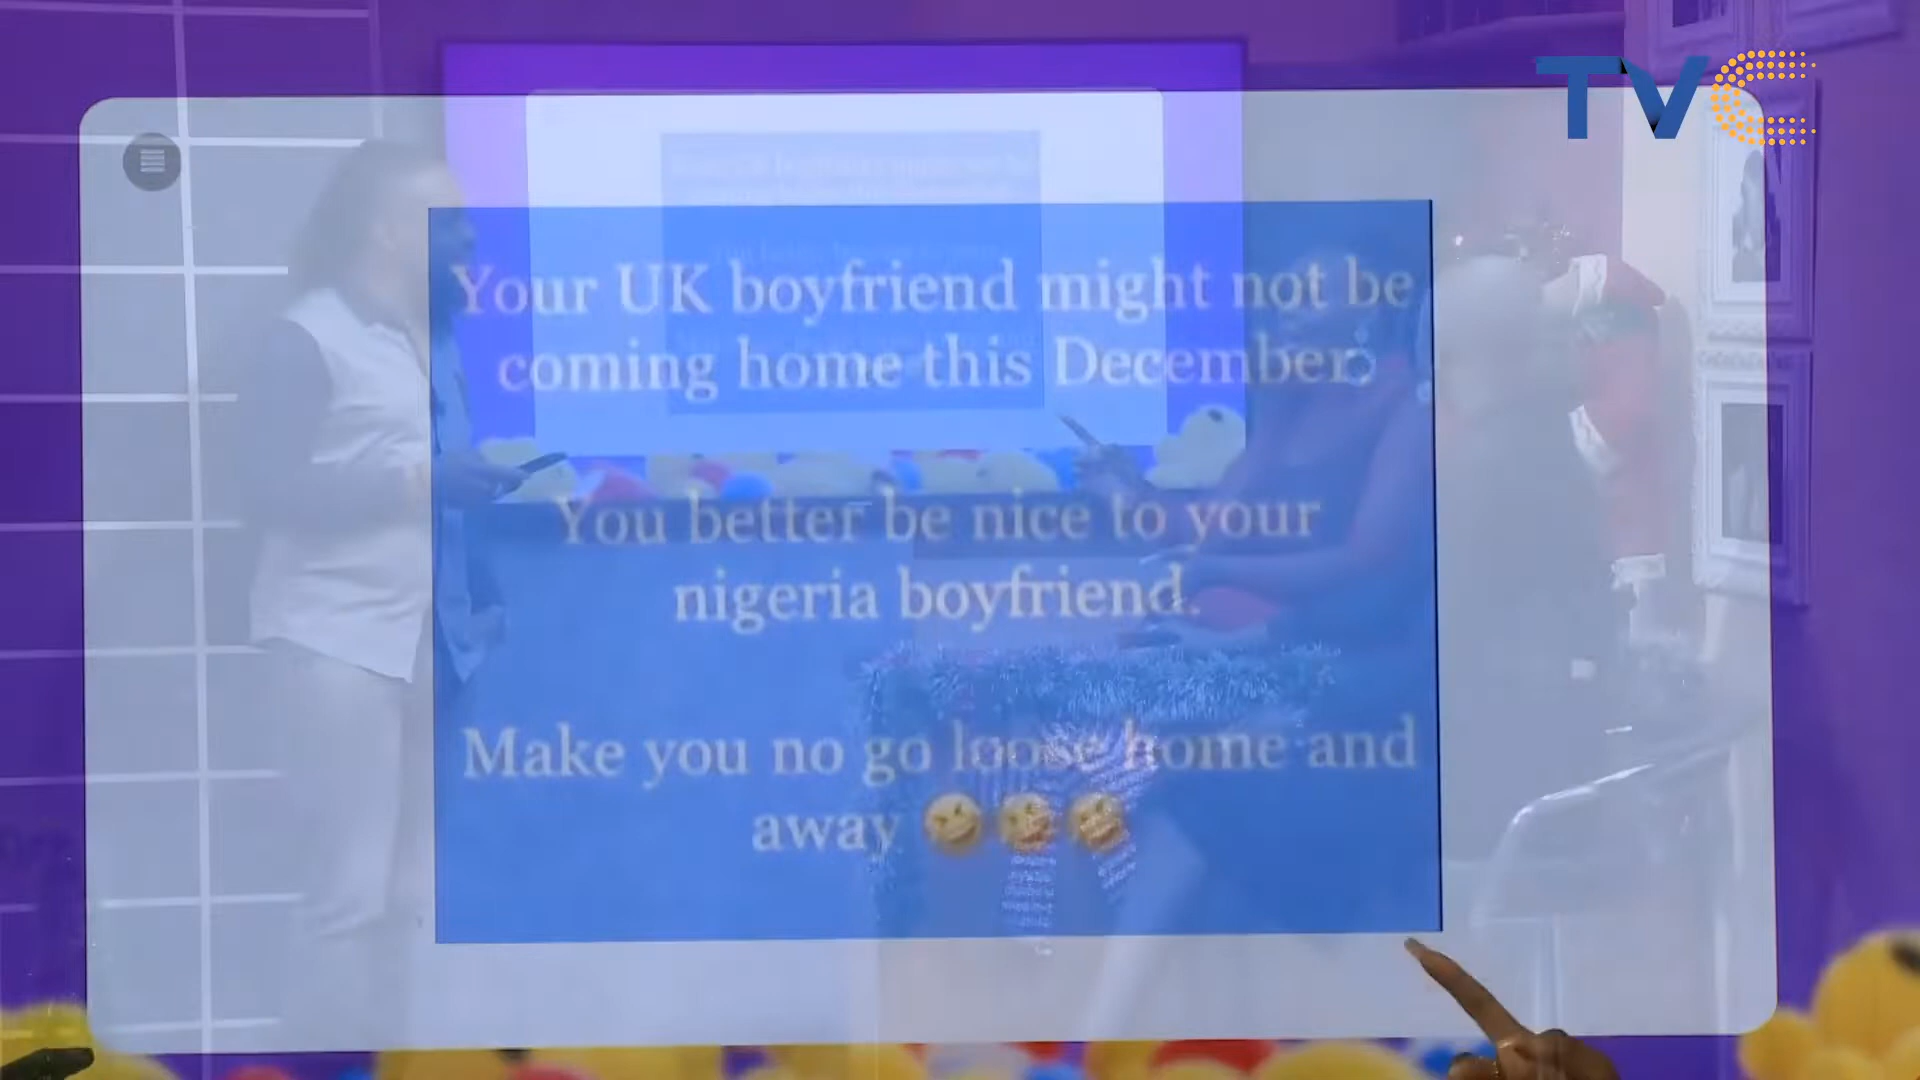 TVC
Your UK boyfriend might not be
coming home this December.
You better be nice to your
nigeria boyfriend.
Make you no go loose home and
away 😆😆😆